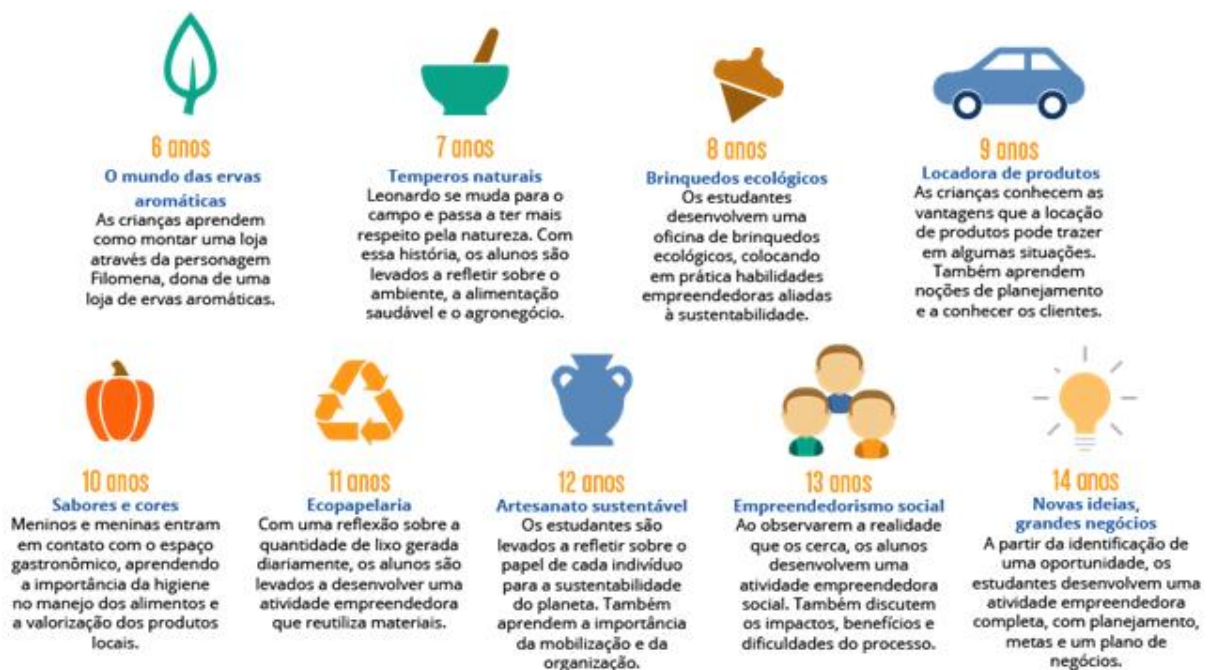 6 anos
O mundo das ervas
aromáticas
As crianças aprendem
como montar uma loja
através da personagem
Filomena, dona de uma
loja de ervas aromáticas.
7 anos
Temperos naturais
Leonardo se muda para o
campo e passa a ter mais
respeito pela natureza. Com
essa história, os alunos são
levados a refletir sobre o
ambiente, a alimentação
saudável e o agronegócio.
8 anos
Brinquedos ecológicos
Os estudantes
desenvolvem uma
oficina de brinquedos
ecológicos, colocando
em prática habilidades
empreendedoras aliadas
à sustentabilidade.
9 anos
Locadora de produtos
As crianças conhecem as
vantagens que a locação
de produtos pode trazer
em algumas situações.
Também aprendem
noções de planejamento
e a conhecer os clientes.
10 anos
Sabores e cores
Meninos e meninas entram
em contato com o espaço
gastronômico, aprendendo
a importância da higiene
no manejo dos alimentos e
a valorização dos produtos
locais.
11 anos
Ecopapelaria
Com uma reflexão sobre a
quantidade de lixo gerada
diariamente, os alunos são
levados a desenvolver uma
atividade empreendedora
que reutiliza materiais.
12 anos
Artesanato sustentável
Os estudantes são
levados a refletir sobre o
papel de cada indivíduo
para a sustentabilidade
do planeta. Também
aprendem a importância
da mobilização e da
organização.
13 anos
Empreendedorismo social
Ao observarem a realidade
que os cerca, os alunos
desenvolvem uma
atividade empreendedora
social. Também discutem
os impactos, benefícios e
dificuldades do processo.
14 anos
Novas ideias,
grandes negócios
A partir da identificação de
uma oportunidade, os
estudantes desenvolvem uma
atividade empreendedora
completa, com planejamento,
metas e um plano de
negócios.